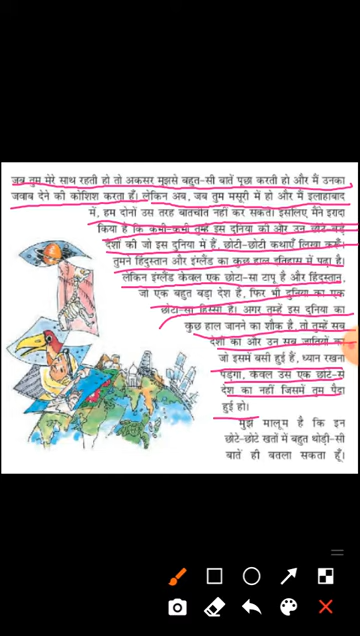 जब तुम मेरे साथ रहती हो तो अकसर मुझसे बहुत-सी बातें पूछा करती हो और मैं उनका
जवाब देने की कोशिश करता हूँ। लेकिन अब, जब तुम मसूरी में हो और मैं इलाहाबाद
में, हम दोनों उस तरह बातचीत नहीं कर सकते। इसलिए मैंने इरादा
किया है कि कभी-कभी तुम्हें इस दुनिया की और उन छोटे-बड़े
देशों की जो इस दुनिया में हैं, छोटी-छोटी कथाएँ लिखा करूँ।
तुमने हिंदुस्तान और इंग्लैंड का कुछ हाल इतिहास में पढ़ा है।
लेकिन इंग्लैंड केवल एक छोटा-सा टापू है और हिंदुस्तान,
जो एक बहुत बड़ा देश है, फिर भी दुनिया का एक
छोटा-सा हिस्सा है। अगर तुम्हें इस दुनिया का
कुछ हाल जानने का शौक है, तो तुम्हें सब
देशों का और उन सब जातियों का
जो इसमें बसी हुई हैं, ध्यान रखना
पड़ेगा, केवल उस एक छोटे-से
देश का नहीं जिसमें तुम पैदा
हुई हो।
मुझे मालूम है कि इन
छोटे-छोटे खतों में बहुत थोड़ी-सी
बातें ही बतला सकता हूँ।